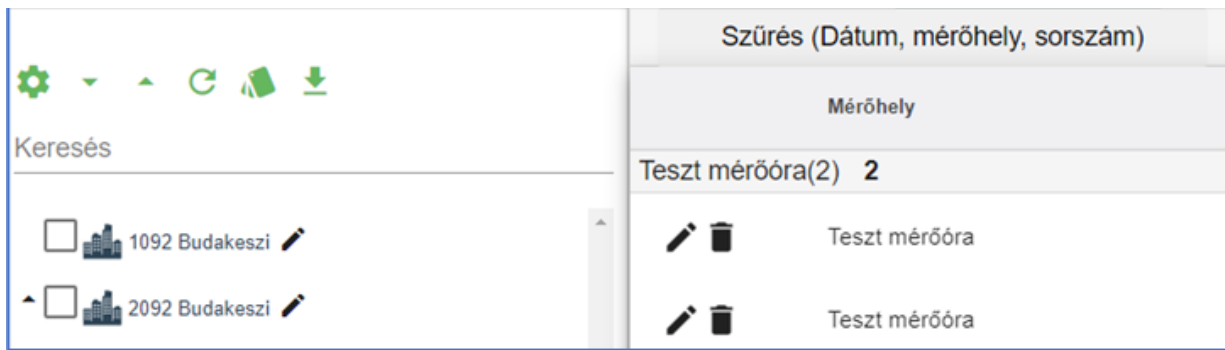 Keresés
1092 Budakeszi
2092 Budakeszi
Szűrés (Dátum, mérőhely, sorszám)
Mérőhely
Teszt mérőóra(2) 2
Teszt mérőóra
Teszt mérőóra